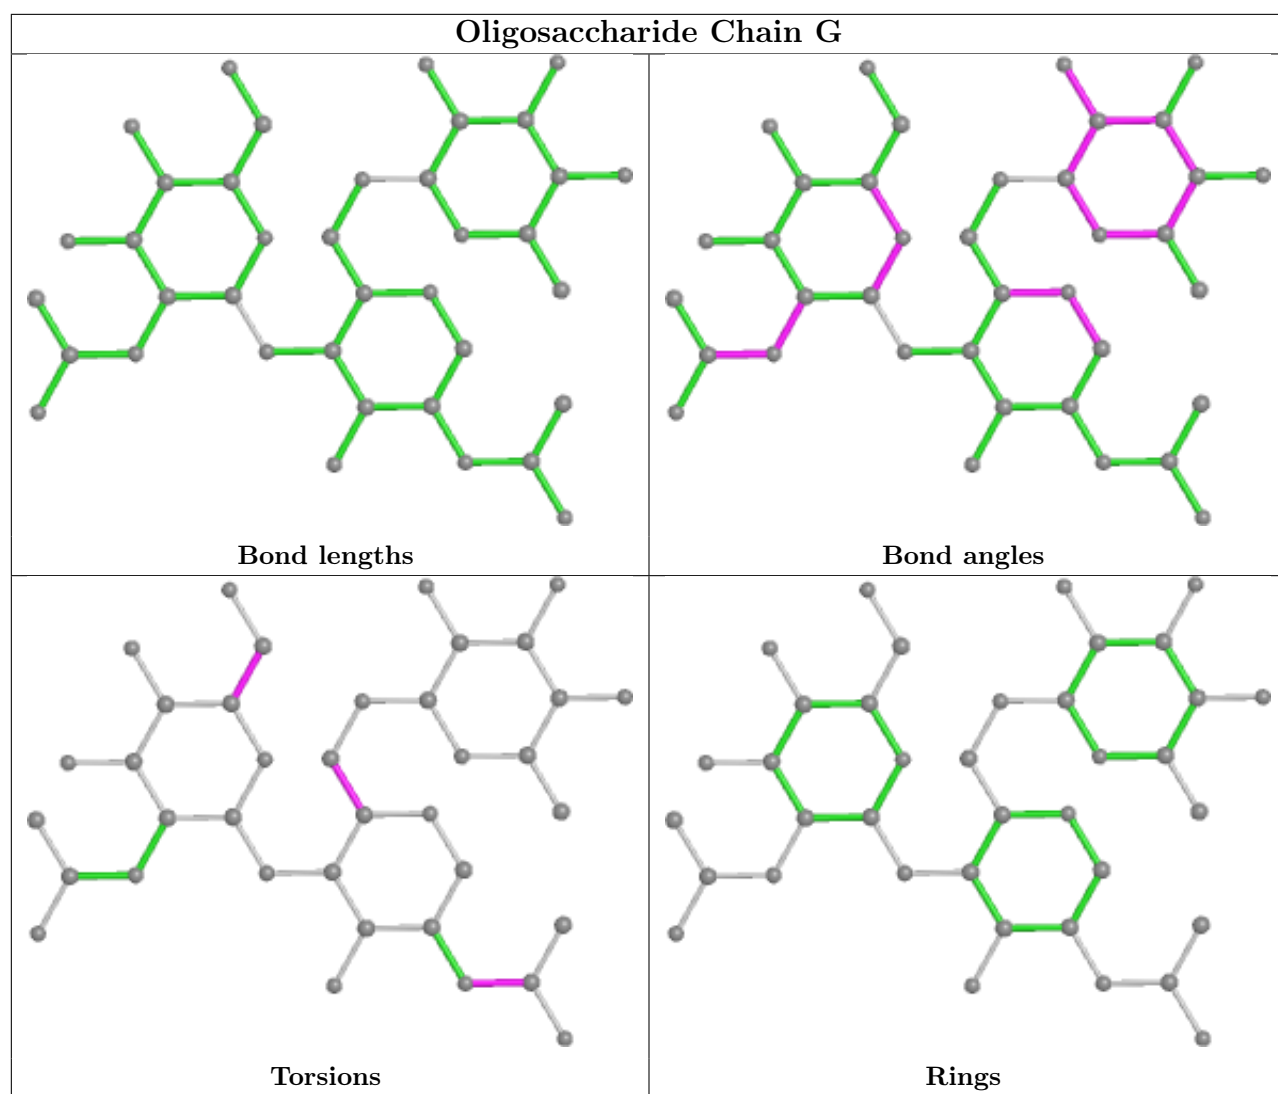 Oligosaccharide Chain G
Bond lengths
Bond angles
Torsions
Rings